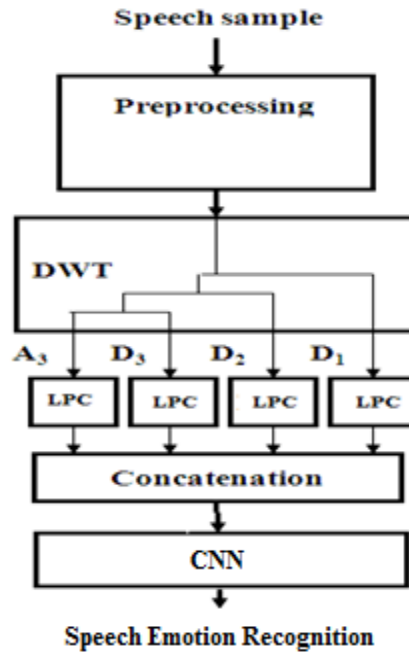 Speech sample
Preprocessing
DWT
A₃ D₃ D₂ D₁
LPC LPC LPC LPC
Concatenation
CNN
Speech Emotion Recognition